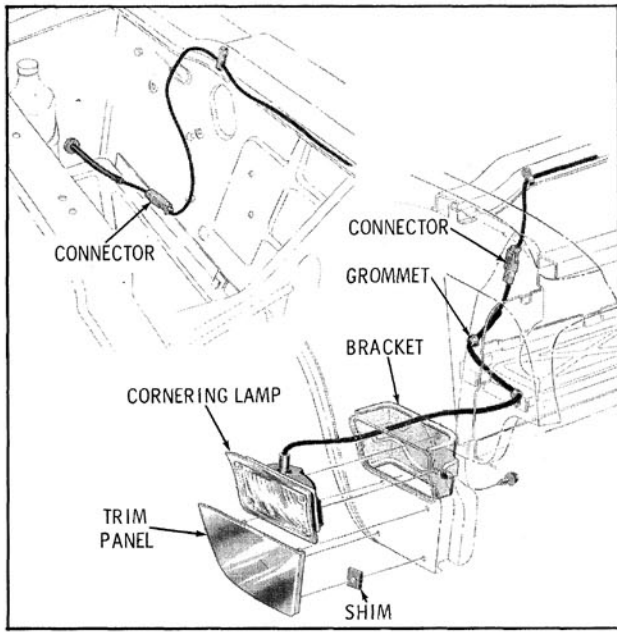 CONNECTOR
CONNECTOR
GROMMET
BRACKET
CORNERING LAMP
TRIM
PANEL
SHIM